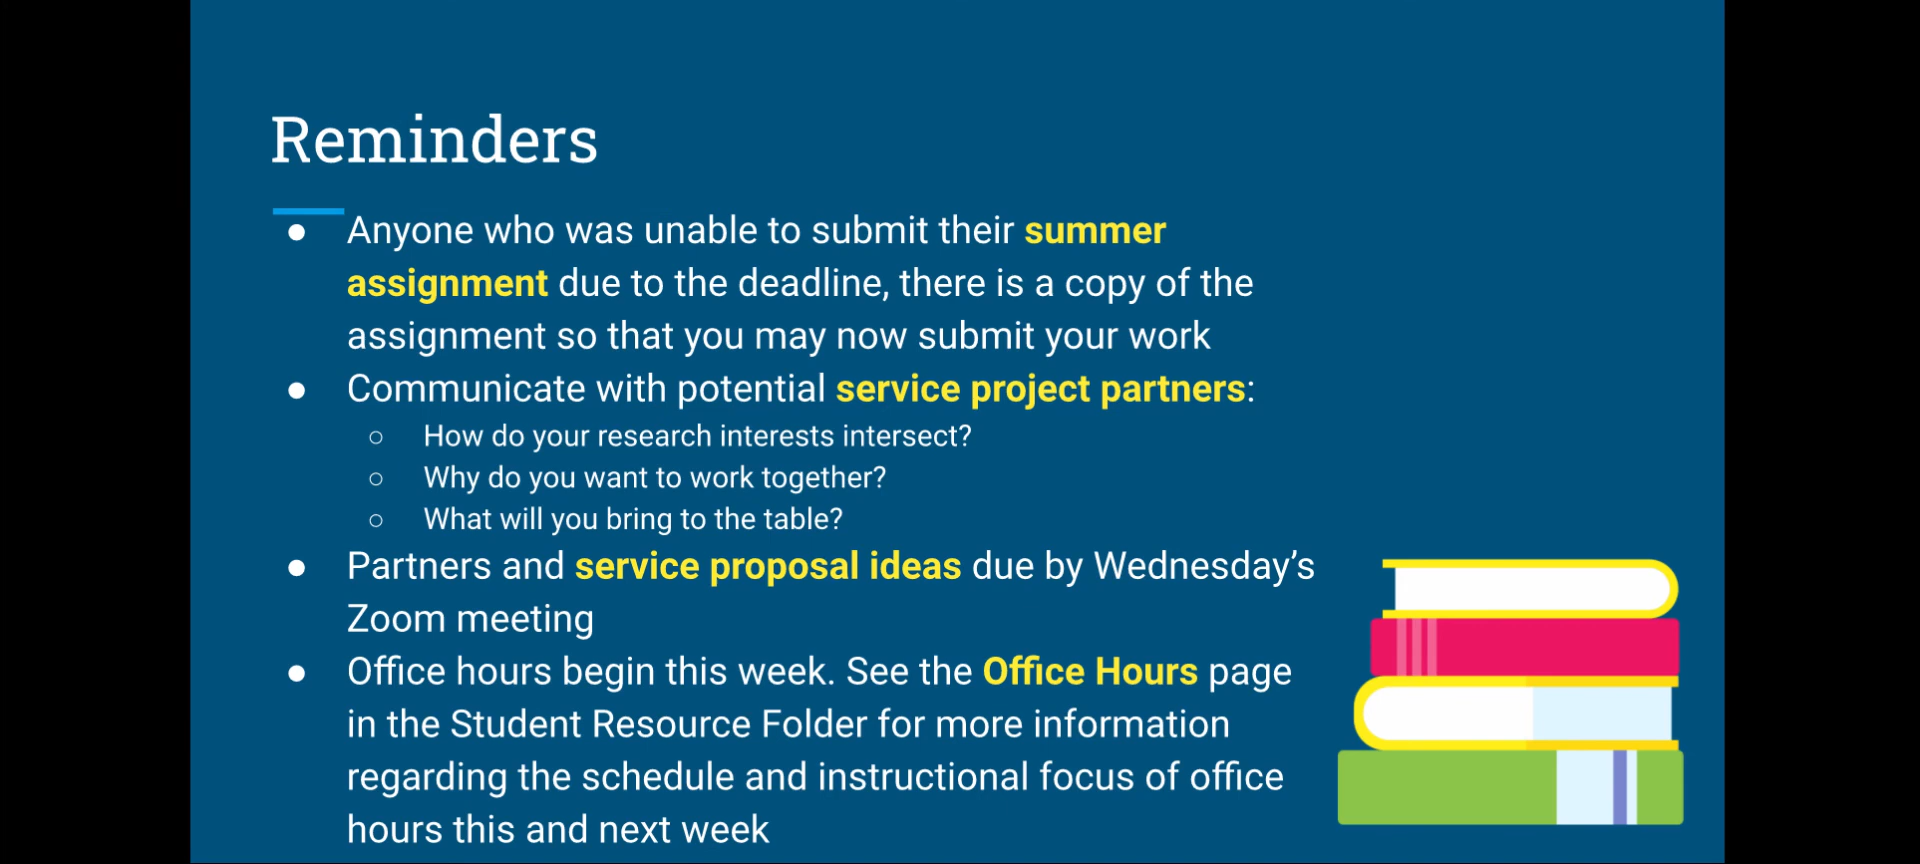 Reminders
● Anyone who was unable to submit their summer
assignment due to the deadline, there is a copy of the
assignment so that you may now submit your work
● Communicate with potential service project partners:
○ How do your research interests intersect?
○ Why do you want to work together?
○ What will you bring to the table?
● Partners and service proposal ideas due by Wednesday’s
Zoom meeting
● Office hours begin this week. See the Office Hours page
in the Student Resource Folder for more information
regarding the schedule and instructional focus of office
hours this and next week